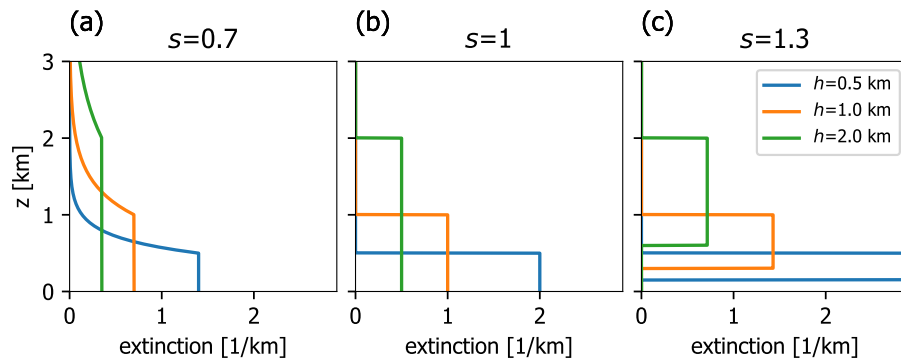 (a)
s=0.7
3
2
1
0
z [km]
0
1
2
extinction [1/km]
(b)
s=1
0
1
2
extinction [1/km]
(c)
s=1.3
h=0.5 km
h=1.0 km
h=2.0 km
0
1
2
extinction [1/km]